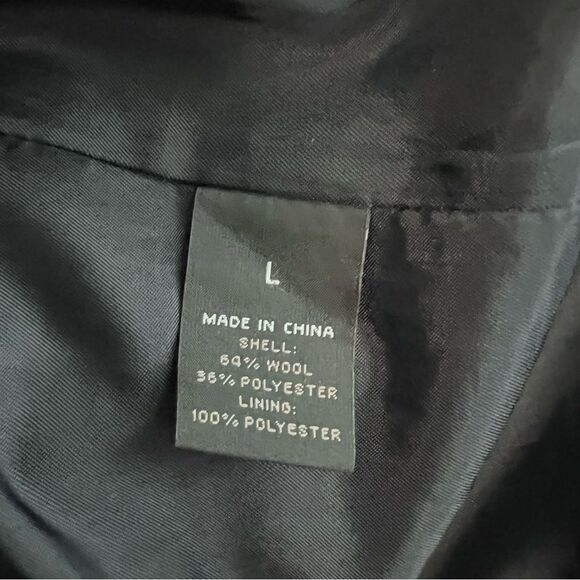 L
MADE IN CHINA
SHELL:
64% WOOL
36% POLYESTER
LINING:
100% POLYESTER